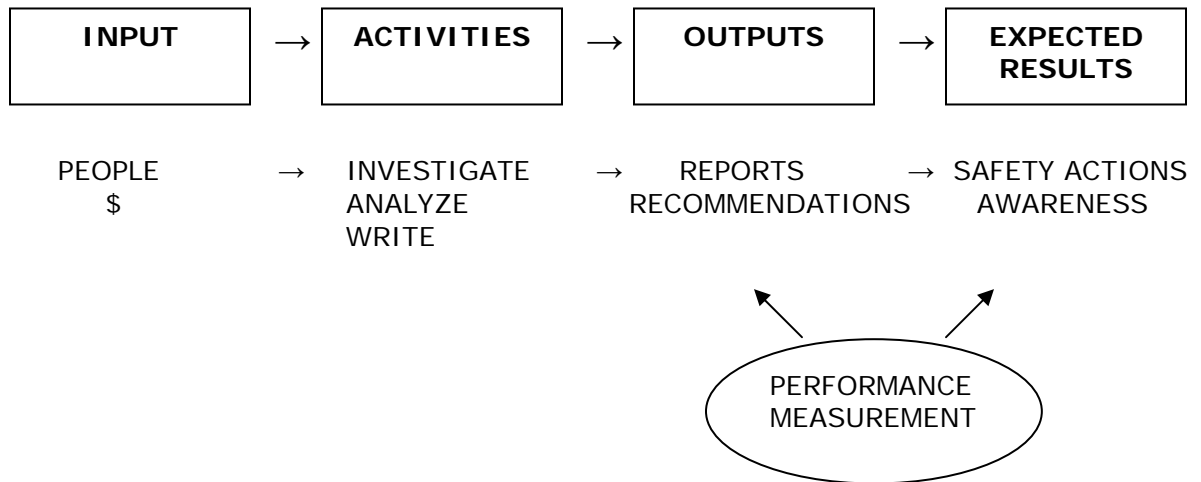 INPUT → ACTIVITIES → OUTPUTS → EXPECTED
RESULTS
PEOPLE → INVESTIGATE → REPORTS → SAFETY ACTIONS
$ ANALYZE RECOMMENDATIONS AWARENESS
WRITE
PERFORMANCE
MEASUREMENT